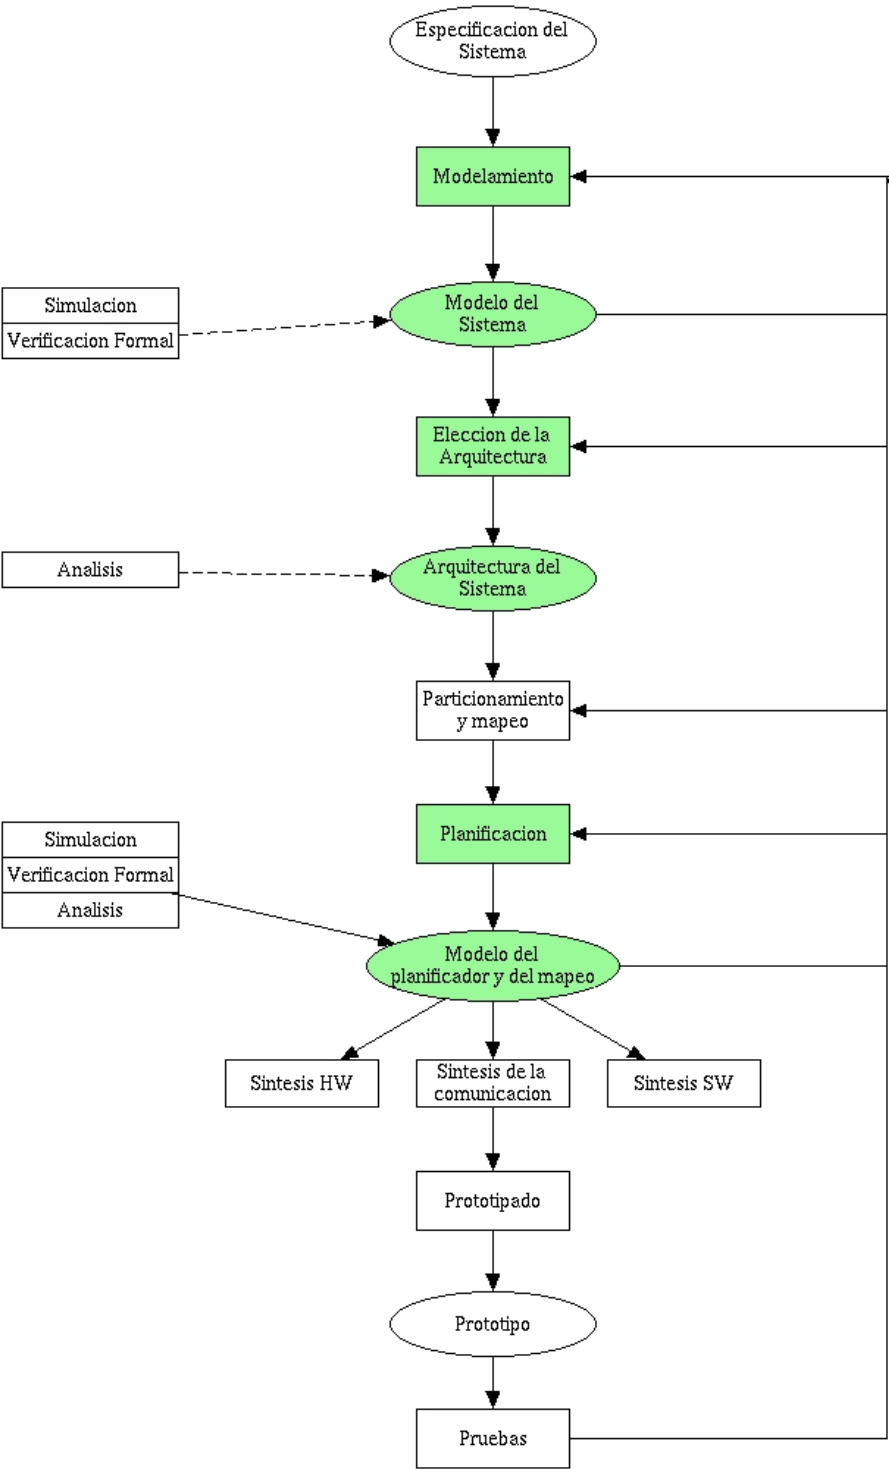 Especificacion del
Sistema
Modelamiento
Simulacion
Verificacion Formal
Modelo del
Sistema
Eleccion de la
Arquitectura
Analisis
Arquitectura del
Sistema
Particionamiento
y mapeo
Planificacion
Simulacion
Verificacion Formal
Analisis
Modelo del
planificador y del mapeo
Sintesis HW
Sintesis de la
comunicacion
Sintesis SW
Prototipado
Prototipo
Pruebas